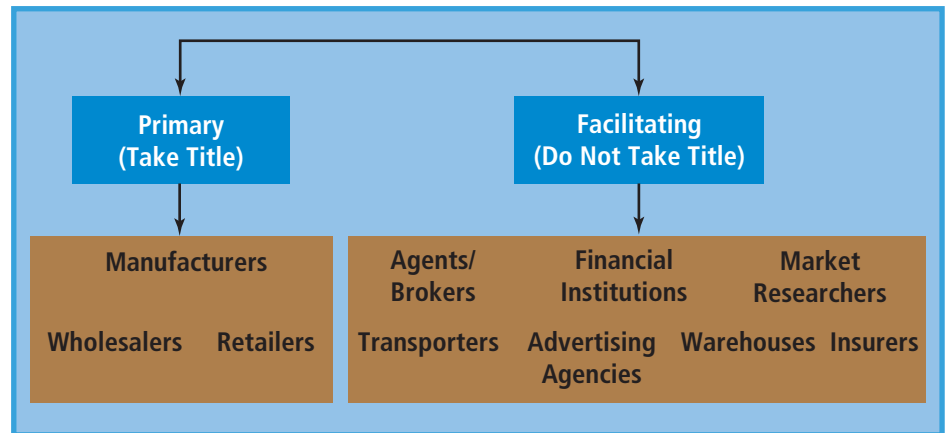 Primary
(Take Title)
Facilitating
(Do Not Take Title)
Manufacturers
Wholesalers Retailers
Agents/
Brokers
Financial
Institutions
Market
Researchers
Transporters
Advertising
Agencies
Warehouses
Insurers